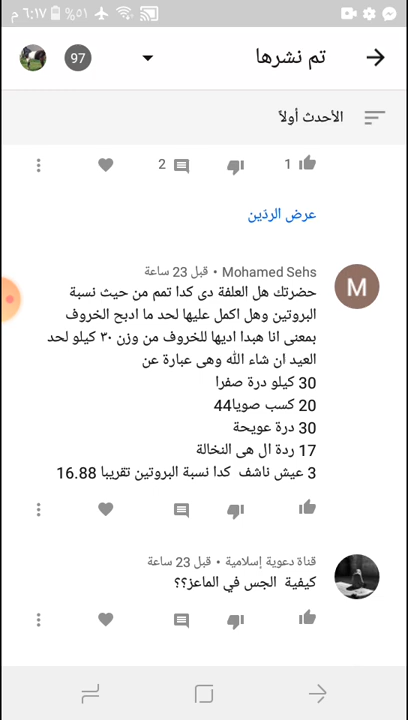 ٦:١٧ م ٥١%
تم نشرها
97
الأحدث أولاً
1
2
عرض الردّين
Mohamed Sehs • قبل 23 ساعة
M
حضرتك هل العلفة دى كدا تمم من حيث نسبة
البروتين وهل اكمل عليها لحد ما ادبح الخروف
بمعنى انا هبدا اديها للخروف من وزن ٣٠ كيلو لحد
العيد ان شاء الله وهى عبارة عن
30 كيلو درة صفرا
20 كسب صويا44
30 درة عويحة
17 ردة ال هى النخالة
3 عيش ناشف كدا نسبة البروتين تقريبا 16.88
قناة دعوية إسلامية • قبل 23 ساعة
كيفية الجس في الماعز؟؟